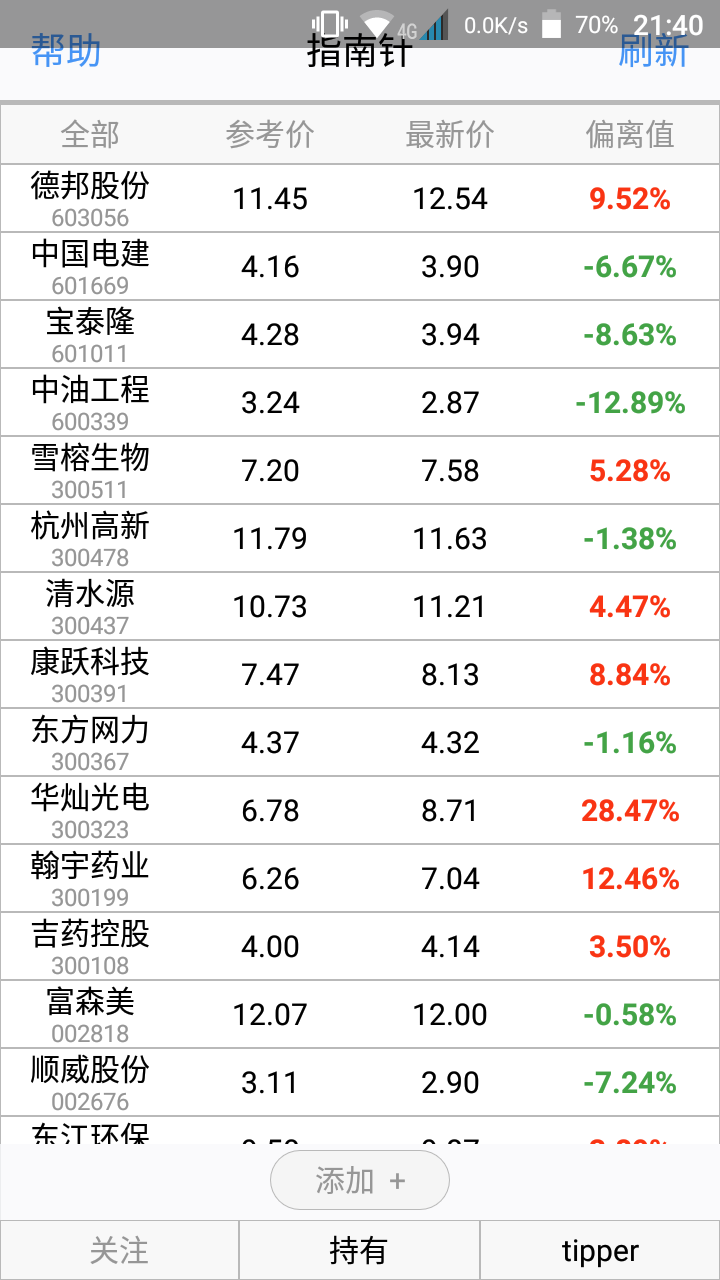 4G 0.0K/s 70% 21:40
帮助 指南针 刷新
全部 参考价 最新价 偏离值
德邦股份 11.45 12.54 9.52%
603056
中国电建 4.16 3.90 -6.67%
601669
宝泰隆 4.28 3.94 -8.63%
601011
中油工程 3.24 2.87 -12.89%
600339
雪榕生物 7.20 7.58 5.28%
300511
杭州高新 11.79 11.63 -1.38%
300478
清水源 10.73 11.21 4.47%
300437
康跃科技 7.47 8.13 8.84%
300391
东方网力 4.37 4.32 -1.16%
300367
华灿光电 6.78 8.71 28.47%
300323
翰宇药业 6.26 7.04 12.46%
300199
吉药控股 4.00 4.14 3.50%
300108
富森美 12.07 12.00 -0.58%
002818
顺威股份 3.11 2.90 -7.24%
002676
东江环保
添加 +
关注 持有 tipper